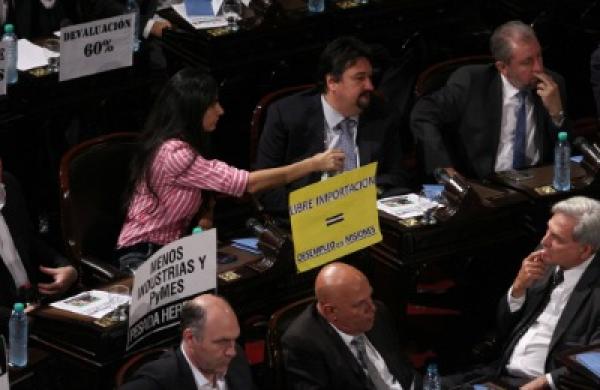 DEVALUACIÓN
60%
LIBRE IMPORTACIÓN
=
DESEMPLEO EN MISIONES
MENOS
INDUSTRIAS Y
PyMES